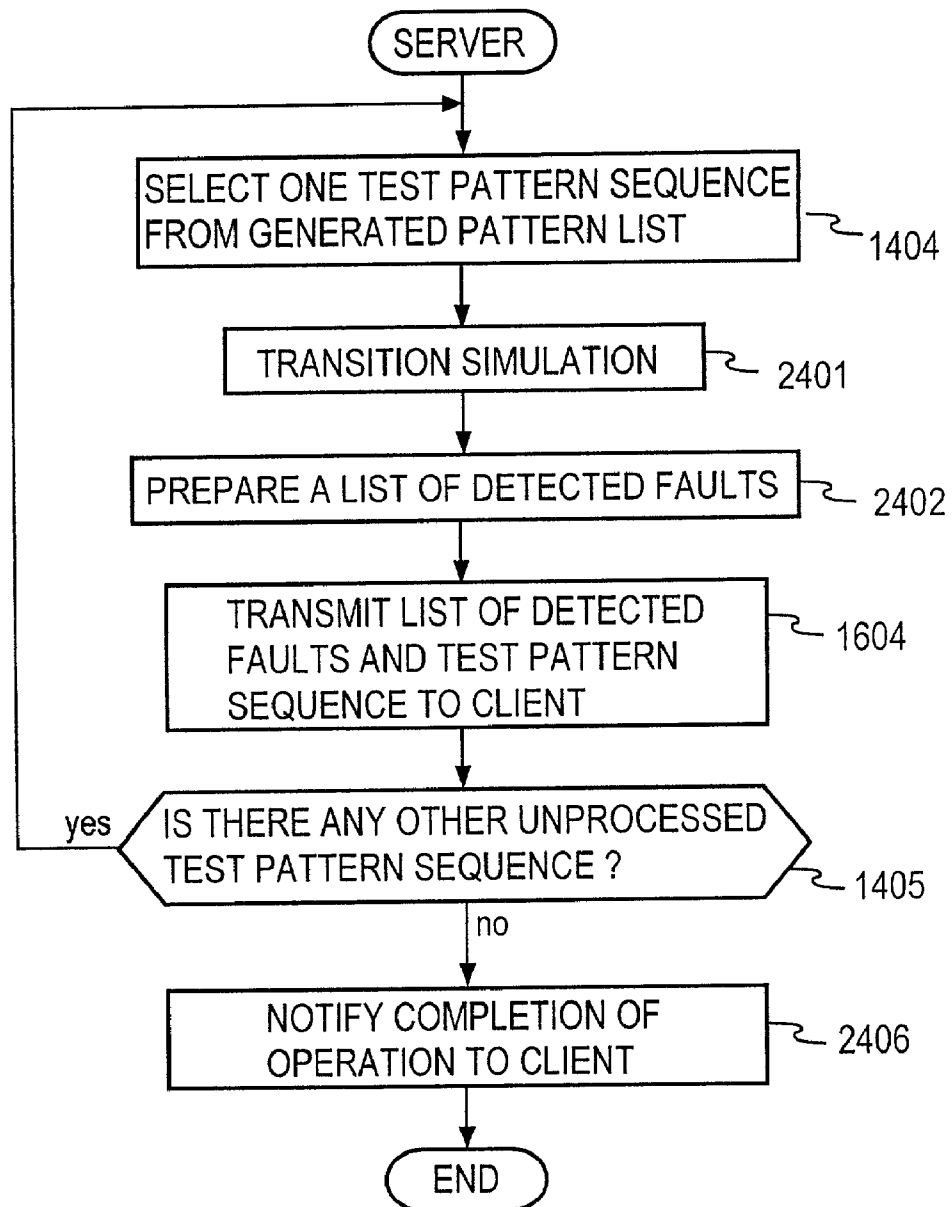 SERVER
SELECT ONE TEST PATTERN SEQUENCE
FROM GENERATED PATTERN LIST
1404
TRANSITION SIMULATION
2401
PREPARE A LIST OF DETECTED FAULTS
2402
TRANSMIT LIST OF DETECTED
FAULTS AND TEST PATTERN
SEQUENCE TO CLIENT
1604
yes
IS THERE ANY OTHER UNPROCESSED
TEST PATTERN SEQUENCE ?
1405
no
NOTIFY COMPLETION OF
OPERATION TO CLIENT
2406
END